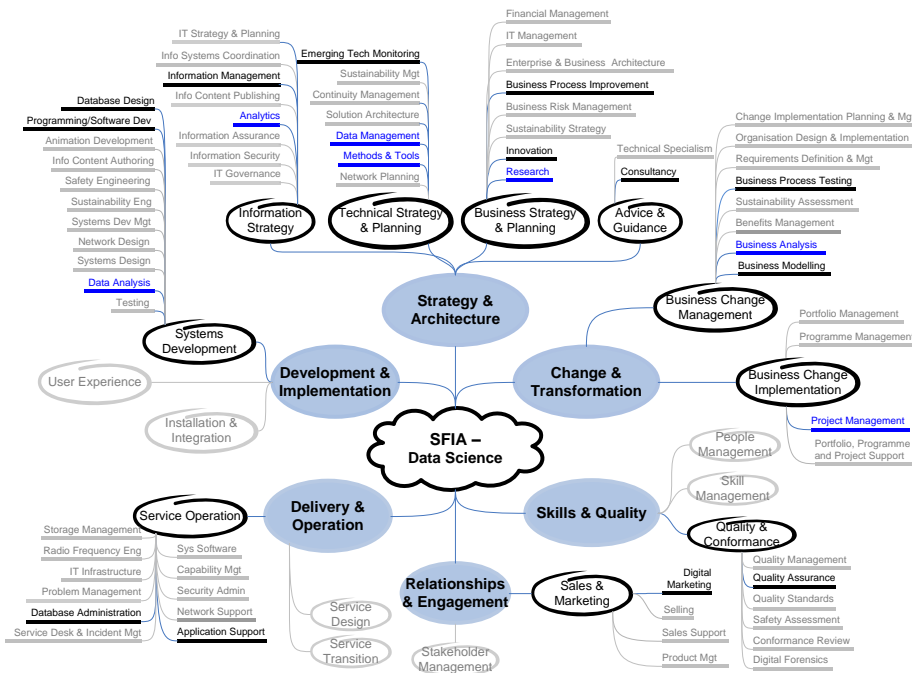 Financial Management
IT Strategy & Planning
IT Management
Info Systems Coordination
Emerging Tech Monitoring
Enterprise & Business Architecture
Information Management
Sustainability Mgt
Business Process Improvement
Database Design
Info Content Publishing
Continuity Management
Business Risk Management
Programming/Software Dev
Analytics
Solution Architecture
Sustainability Strategy
Change Implementation Planning & Mgt
Animation Development
Information Assurance
Data Management
Innovation
Technical Specialism
Organisation Design & Implementation
Info Content Authoring
Information Security
Methods & Tools
Research
Consultancy
Requirements Definition & Mgt
Safety Engineering
IT Governance
Network Planning
Business Process Testing
Sustainability Eng
Sustainability Assessment
Systems Dev Mgt
Information
Strategy
Technical Strategy
& Planning
Business Strategy
& Planning
Advice &
Guidance
Benefits Management
Network Design
Business Analysis
Systems Design
Business Modelling
Data Analysis
Testing
Strategy &
Architecture
Business Change
Management
Portfolio Management
Systems
Development
Programme Management
User Experience
Development &
Implementation
Change &
Transformation
Business Change
Implementation
Installation &
Integration
SFIA –
Data Science
Project Management
People
Management
Portfolio, Programme
and Project Support
Skill
Management
Service Operation
Delivery &
Operation
Skills & Quality
Quality &
Conformance
Storage Management
Sys Software
Radio Frequency Eng
Capability Mgt
IT Infrastructure
Security Admin
Problem Management
Network Support
Database Administration
Application Support
Service Desk & Incident Mgt
Service
Design
Service
Transition
Relationships
& Engagement
Stakeholder
Management
Sales &
Marketing
Digital
Marketing
Selling
Sales Support
Product Mgt
Quality Management
Quality Assurance
Quality Standards
Safety Assessment
Conformance Review
Digital Forensics